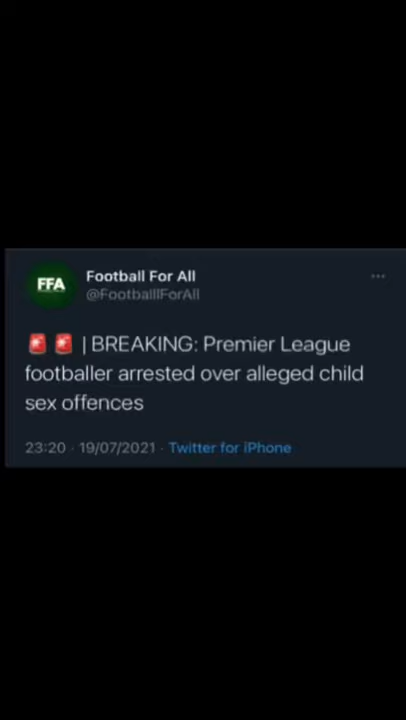 FFA
Football For All
@FootballlForAll
🚨🚨 | BREAKING: Premier League
footballer arrested over alleged child
sex offences
23:20 · 19/07/2021 · Twitter for iPhone